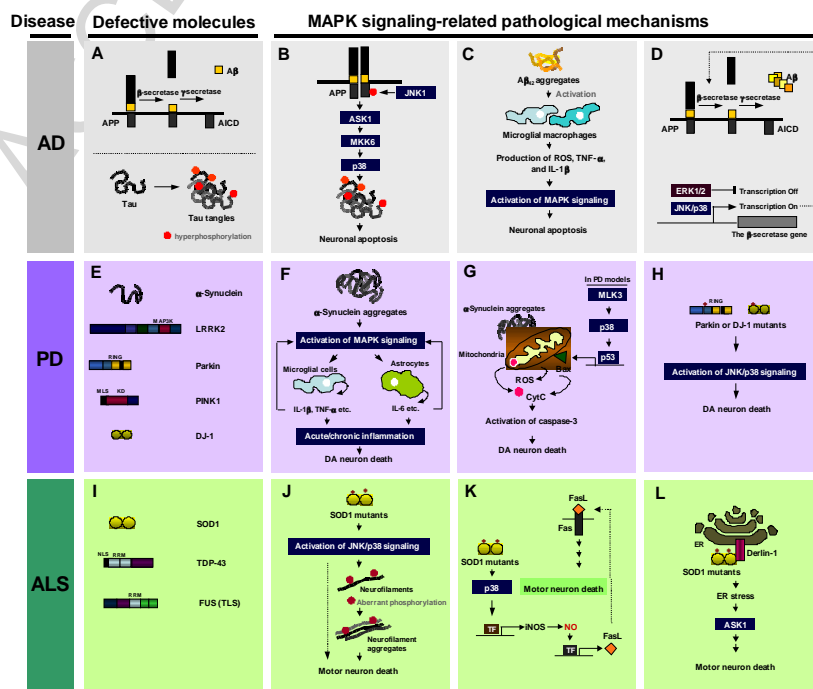 Disease
Defective molecules
MAPK signaling-related pathological mechanisms
AD
A
Aβ
β-secretase
γ-secretase
APP
AICD
Tau
Tau tangles
hyperphosphorylation
B
APP
JNK1
ASK1
MKK6
p38
Neuronal apoptosis
C
Aβ42 aggregates
Activation
Microglial macrophages
Production of ROS, TNF-α,
and IL-1β
Activation of MAPK signaling
Neuronal apoptosis
D
Aβ
β-secretase
γ-secretase
APP
AICD
ERK1/2
Transcription Off
JNK/p38
Transcription On
The β-secretase gene
PD
E
α-Synuclein
MAP3K
LRRK2
RING
Parkin
MLS
KD
PINK1
DJ-1
F
α-Synuclein aggregates
Activation of MAPK signaling
Microglial cells
Astrocytes
IL-1β, TNF-α etc.
IL-6 etc.
Acute/chronic inflammation
DA neuron death
G
In PD models
MLK3
α-Synuclein aggregates
p38
Mitochondria
p53
Bax
ROS
CytC
Activation of caspase-3
DA neuron death
H
RING
Parkin or DJ-1 mutants
Activation of JNK/p38 signaling
DA neuron death
ALS
I
SOD1
NLS
RRM
TDP-43
RRM
FUS (TLS)
J
SOD1 mutants
Activation of JNK/p38 signaling
Neurofilaments
Aberrant phosphorylation
Neurofilament
aggregates
Motor neuron death
K
FasL
Fas
SOD1 mutants
p38
Motor neuron death
TF
iNOS
NO
TF
FasL
L
ER
Derlin-1
SOD1 mutants
ER stress
ASK1
Motor neuron death